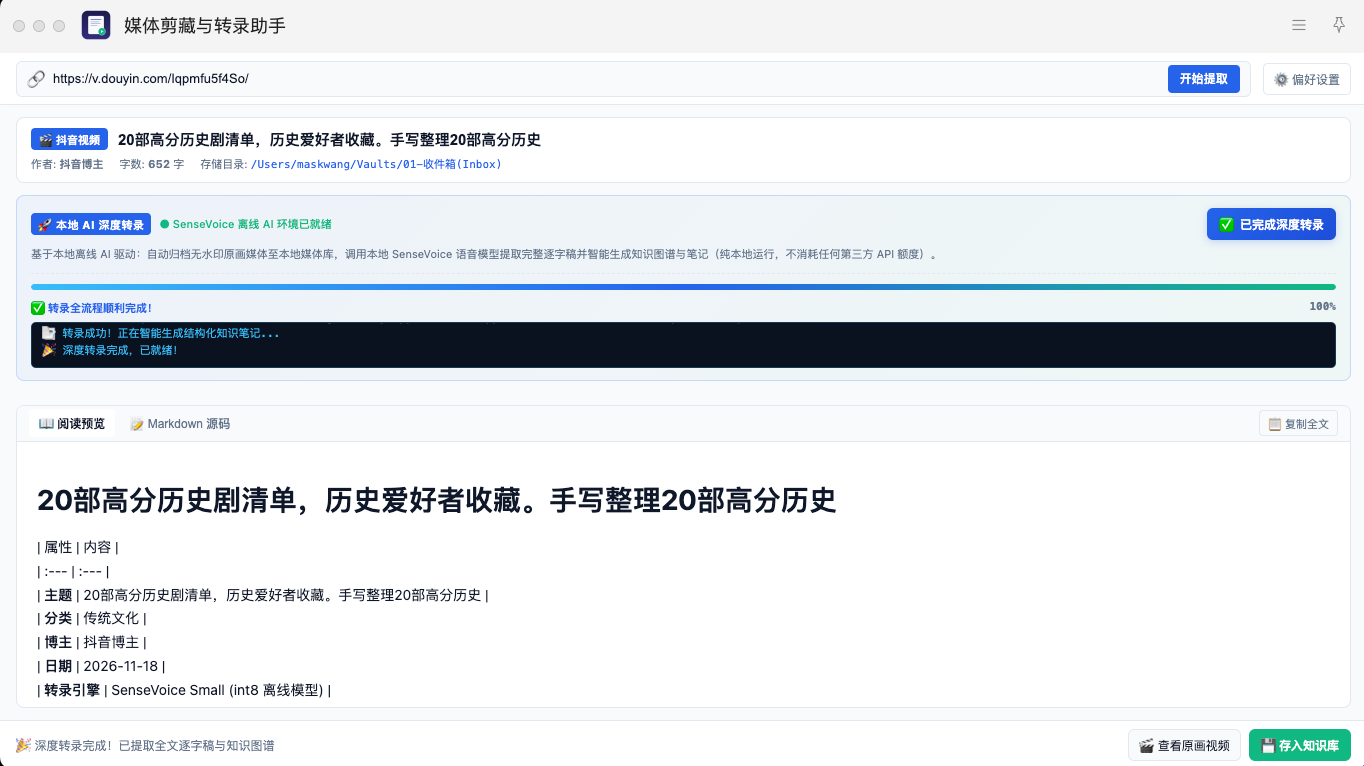 媒体剪藏与转录助手
https://v.douyin.com/lqpmfu5f4So/
开始提取
偏好设置
抖音视频
20部高分历史剧清单，历史爱好者收藏。手写整理20部高分历史
作者: 抖音博主 字数: 652 字 存储目录: /Users/maskwang/Vaults/01-收件箱(Inbox)
本地 AI 深度转录
SenseVoice 离线 AI 环境已就绪
已完成深度转录
基于本地离线 AI 驱动：自动归档无水印原画媒体至本地媒体库，调用本地 SenseVoice 语音模型提取完整逐字稿并智能生成知识图谱与笔记（纯本地运行，不消耗任何第三方 API 额度）。
转录全流程顺利完成！
100%
转录成功！正在智能生成结构化知识笔记...
深度转录完成，已就绪！
阅读预览
Markdown 源码
复制全文
20部高分历史剧清单，历史爱好者收藏。手写整理20部高分历史
| 属性 | 内容 |
| :--- | :--- |
| 主题 | 20部高分历史剧清单，历史爱好者收藏。手写整理20部高分历史 |
| 分类 | 传统文化 |
| 博主 | 抖音博主 |
| 日期 | 2026-11-18 |
| 转录引擎 | SenseVoice Small (int8 离线模型) |
深度转录完成！已提取全文逐字稿与知识图谱
查看原画视频
存入知识库